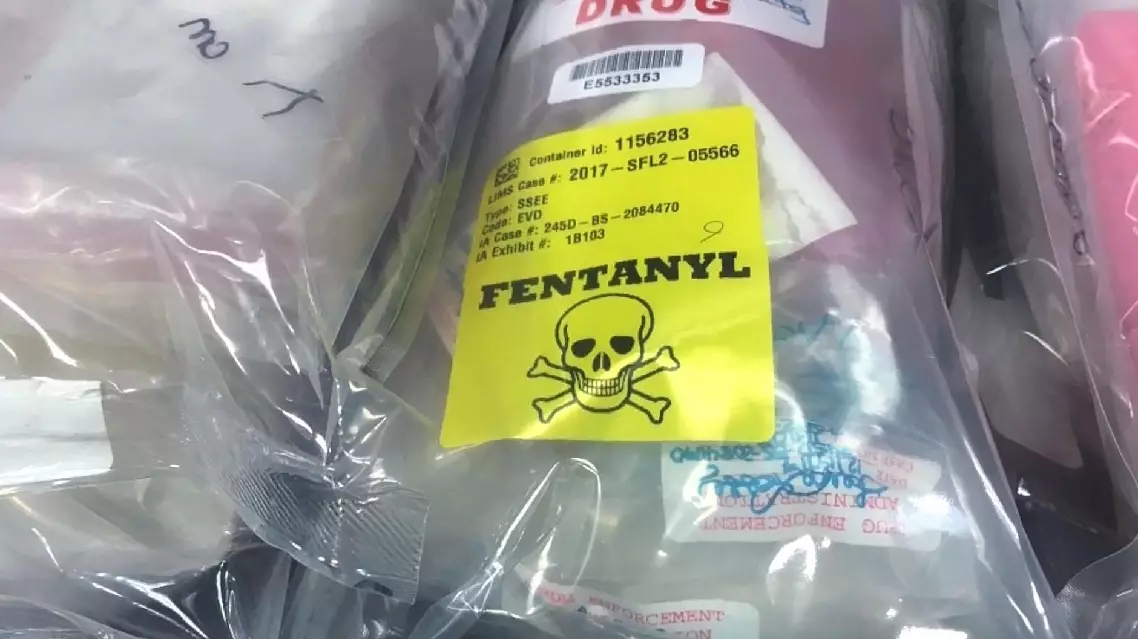 DRUG
E5533353
Container id: 1156283
LIMS Case #: 2017-SFL2-05566
Type: SSEE
Code: EVD
IA Case #: 245D-BS-2084470
IA Exhibit #: 1B103
9
FENTANYL
DRUG ENFORCEMENT
ADMINISTRATION
ENFORCEMENT